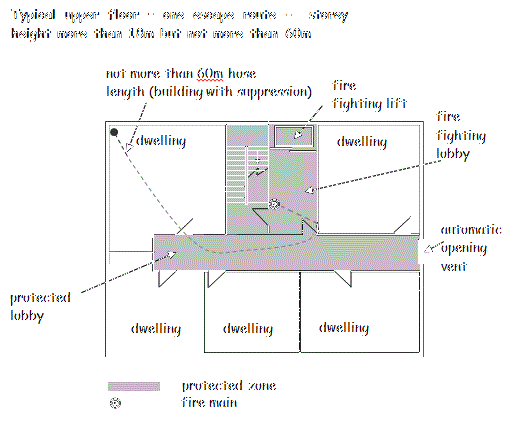 Typical upper floor - one escape route - storey
height more than 18m but not more than 60m
not more than 60m hose
length (building with suppression)
fire
fighting lift
fire
fighting
lobby
dwelling
dwelling
automatic
opening
vent
protected
lobby
dwelling
dwelling
dwelling
protected zone
fire main